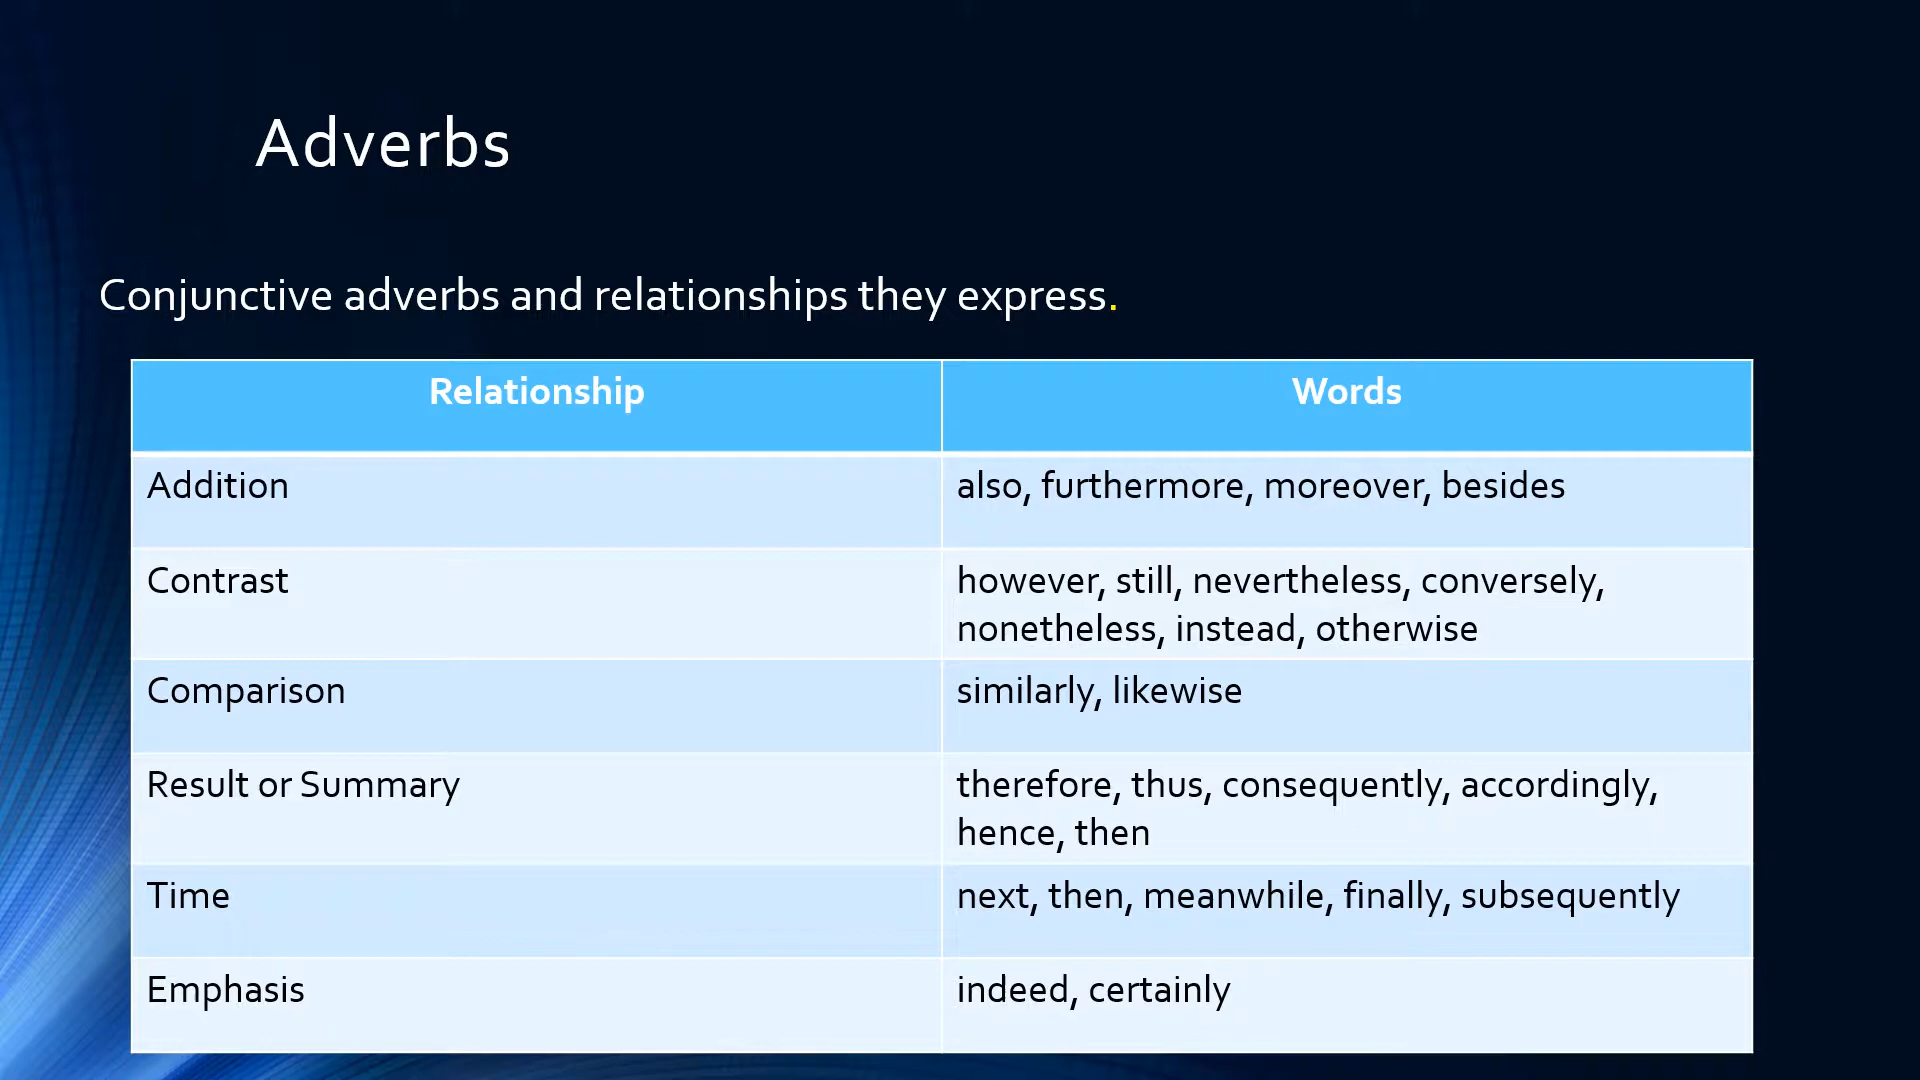 Adverbs
Conjunctive adverbs and relationships they express.
Relationship
Words
Addition
also, furthermore, moreover, besides
Contrast
however, still, nevertheless, conversely,
nonetheless, instead, otherwise
Comparison
similarly, likewise
Result or Summary
therefore, thus, consequently, accordingly,
hence, then
Time
next, then, meanwhile, finally, subsequently
Emphasis
indeed, certainly